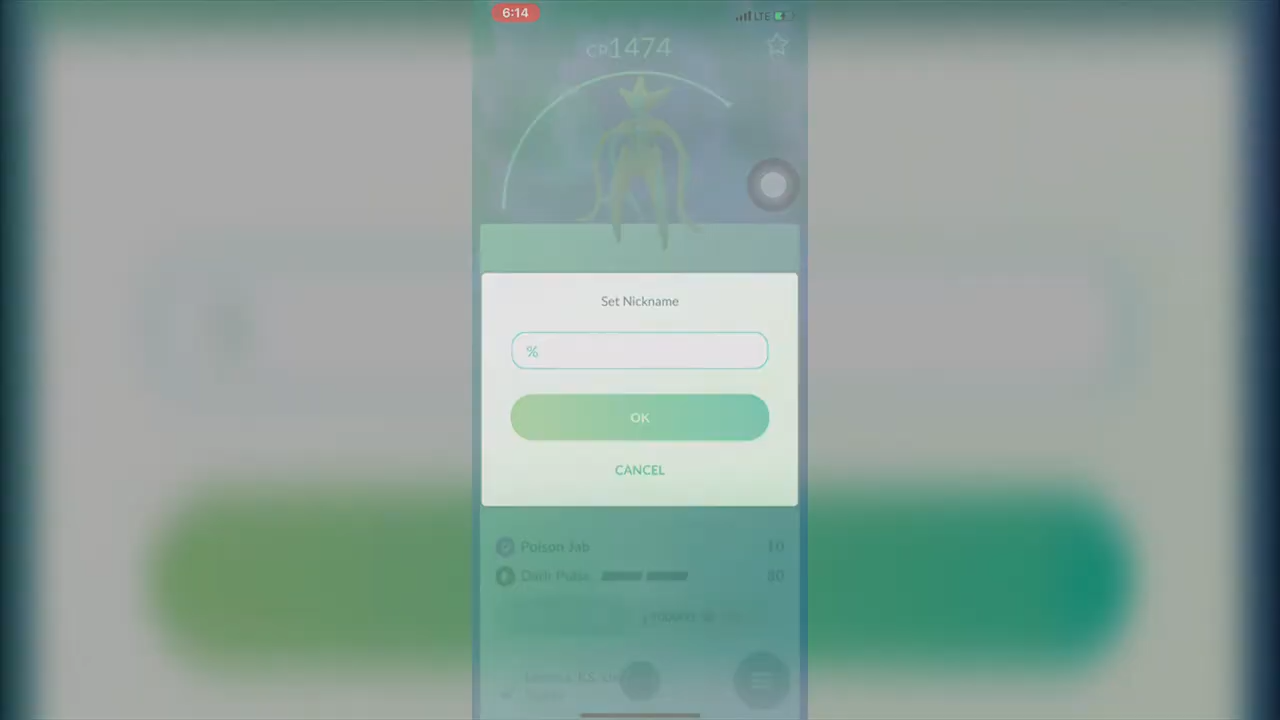 6:14
LTE
CP1474
Set Nickname
%
OK
CANCEL
Poison Jab 10
Dark Pulse 80